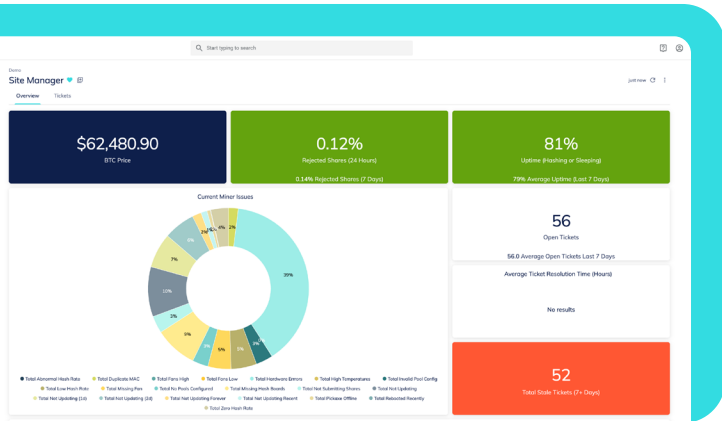 Start typing to search
Demo
Site Manager
just now
Overview Tickets
$62,480.90
BTC Price
0.12%
Rejected Shares (24 Hours)
0.14% Rejected Shares (7 Days)
81%
Uptime (Hashing or Sleeping)
79% Average Uptime (Last 7 Days)
Current Miner Issues
4% 2%
7%
39%
10%
2%
9%
3%
9%
5%
3%
56
Open Tickets
56.0 Average Open Tickets Last 7 Days
Average Ticket Resolution Time (Hours)
No results
52
Total Stale Tickets (7+ Days)
Total Abnormal Hash Rate Total Duplicate MAC Total Fans High Total Fans Low Total Hardware Errors Total High Temperatures Total Invalid Pool Config
Total Low Hash Rate Total Missing Fans Total No Pools Configured Total Missing Hash Boards Total Not Submitting Shares Total Not Updating
Total Not Updating (1d) Total Not Updating (3d) Total Not Updating Forever Total Not Updating Recent Total Pickaxe Offline Total Rebooted Recently
Total Zero Hash Rate